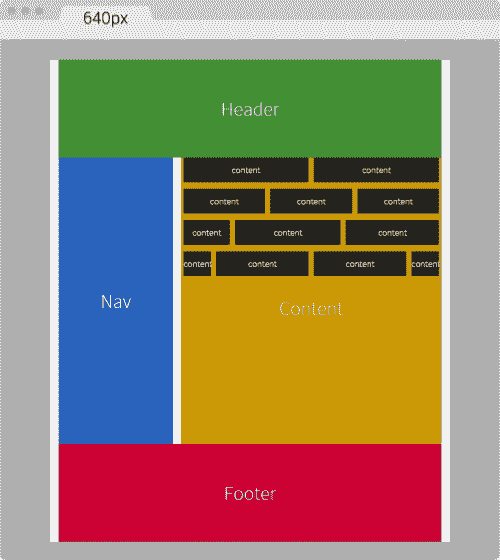 640px
Header
content content
content content content
content content content
content content content content
Nav
Content
Footer